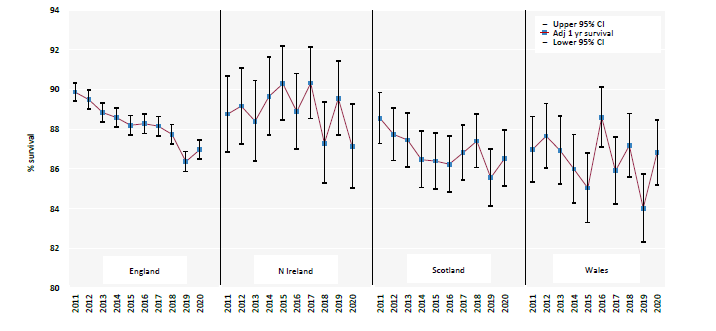 94
92
90
88
86
84
82
80
% survival
Upper 95% CI
Adj 1 yr survival
Lower 95% CI
England
N Ireland
Scotland
Wales
2011 2012 2013 2014 2015 2016 2017 2018 2019 2020 2011 2012 2013 2014 2015 2016 2017 2018 2019 2020 2011 2012 2013 2014 2015 2016 2017 2018 2019 2020 2011 2012 2013 2014 2015 2016 2017 2018 2019 2020